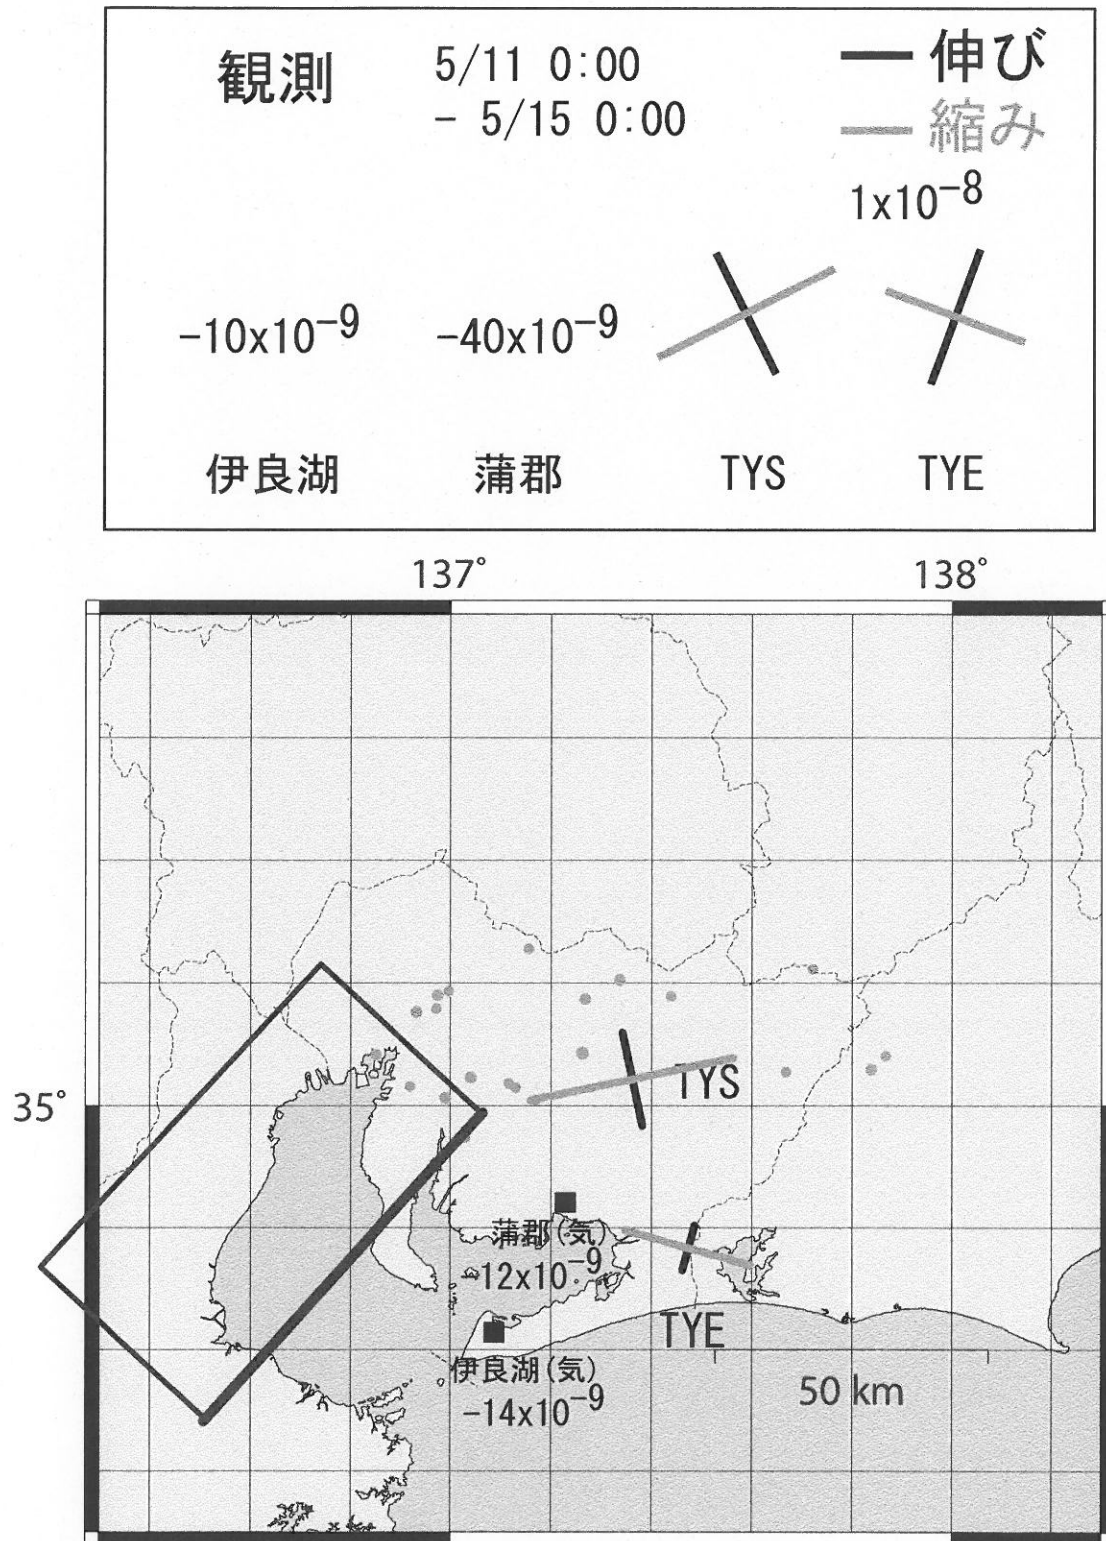 観測 5/11 0:00 伸び
- 5/15 0:00 縮み
1x10⁻⁸
-10x10⁻⁹ -40x10⁻⁹
伊良湖 蒲郡 TYS TYE
137° 138°
TYS
35°
蒲郡(気)
-12x10⁻⁹
TYE
伊良湖(気)
-14x10⁻⁹
50 km